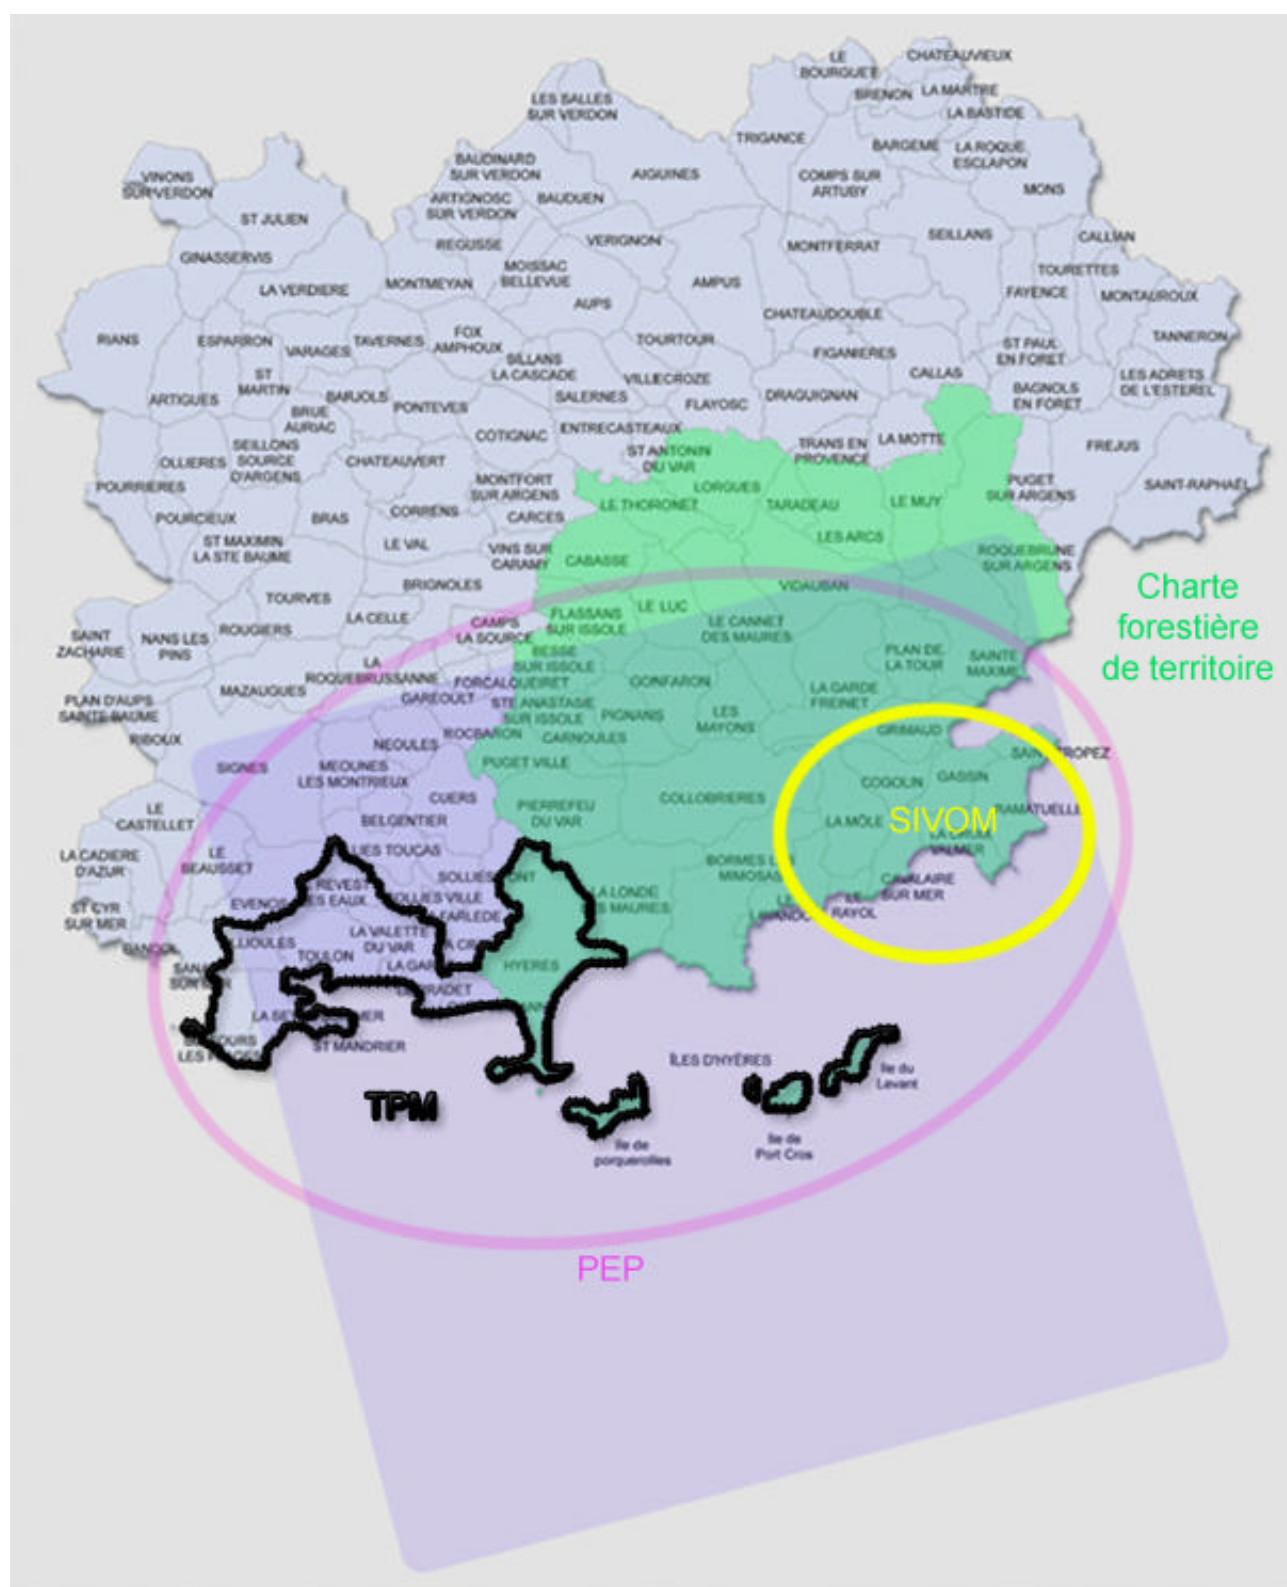 LE
BOURGUET
CHATEAUVIEUX
BRENON
LA MARTRE
LES SALLES
SUR VERDON
LA BASTIDE
TRIGANCE
BARGEME
LA ROQUE
ESCLAPON
BAUDINARD
SUR VERDON
AIGUINES
COMPS SUR
ARTUBY
MONS
VINONS
SUR VERDON
ARTIGNOSC
SUR VERDON
BAUDUEN
ST JULIEN
REGUSSE
VERIGNON
MONTFERRAT
SEILLANS
CALLIAN
GINASSERVIS
MOISSAC
BELLEVUE
TOURETTES
LA VERDIERE
MONTMEYAN
AMPUS
FAYENCE
MONTAUROUX
AUPS
CHATEAUDOUBLE
RIANS
ESPARRON
VARAGES
TAVERNES
FOX
AMPHOUX
TOURTOUR
FIGANIERES
ST PAUL
EN FORET
TANNERON
SILLANS
LA CASCADE
ST
MARTIN
VILLECROZE
CALLAS
LES ADRETS
DE L'ESTEREL
ARTIGUES
BARJOLS
PONTEVES
SALERNES
FLAYOSC
DRAGUIGNAN
BAGNOLS
EN FORET
BRUE
AURIAC
COTIGNAC
ENTRECASTEAUX
SEILLONS
SOURCE
D'ARGENS
ST ANTONIN
DU VAR
TRANS EN
PROVENCE
LA MOTTE
FREJUS
OLLIERES
CHATEAUVERT
POURRIERES
MONTFORT
SUR ARGENS
LORGUES
LE MUY
PUGET
SUR ARGENS
SAINT-RAPHAEL
LE THORONET
TARADEAU
POURCIEUX
BRAS
CORRENS
CARCES
ST MAXIMIN
LA STE BAUME
LE VAL
LES ARCS
VINS SUR
CARAMY
CABASSE
ROQUEBRUNE
SUR ARGENS
BRIGNOLES
VIDAUBAN
Charte
forestière
de territoire
TOURVES
LA CELLE
FLASSANS
SUR ISSOLE
LE LUC
LE CANNET
DES MAURES
CAMPS
LA SOURCE
ROUGIERS
SAINT
ZACHARIE
NANS LES
PINS
BESSE
SUR ISSOLE
PLAN DE
LA TOUR
SAINTE
MAXIME
LA
ROQUEBRUSSANNE
FORCALQUEIRET
GONFARON
MAZAUGUES
GAREOULT
LA GARDE
FREINET
PLAN D'AUPS
SAINTE BAUME
STE ANASTASIE
SUR ISSOLE
PIGNANS
LES
MAYONS
ROCBARON
CARNOULES
GRIMAUD
RIBOUX
NEOULES
PUGET VILLE
SIGNES
MEOUNES
LES MONTRIEUX
COGOLIN
GASSIN
CUERS
PIERREFEU
DU VAR
COLLOBRIERES
RAMATUELLE
LE
CASTELLET
BELGENTIER
LA MÔLE
SIVOM
VALMER
LA CADIERE
D'AZUR
LE
BEAUSSET
BORMES LES
MIMOSAS
CAVALAIRE
SUR MER
LE
RAYOL
ST CYR
SUR MER
LA LONDE
LES MAURES
LA VALETTE
DU VAR
TOULON
HYERES
ST MANDRIER
ÎLES D'HYÈRES
Ile du
Levant
TPM
Ile de
porquerolles
Ile de
Port Cros
PEP